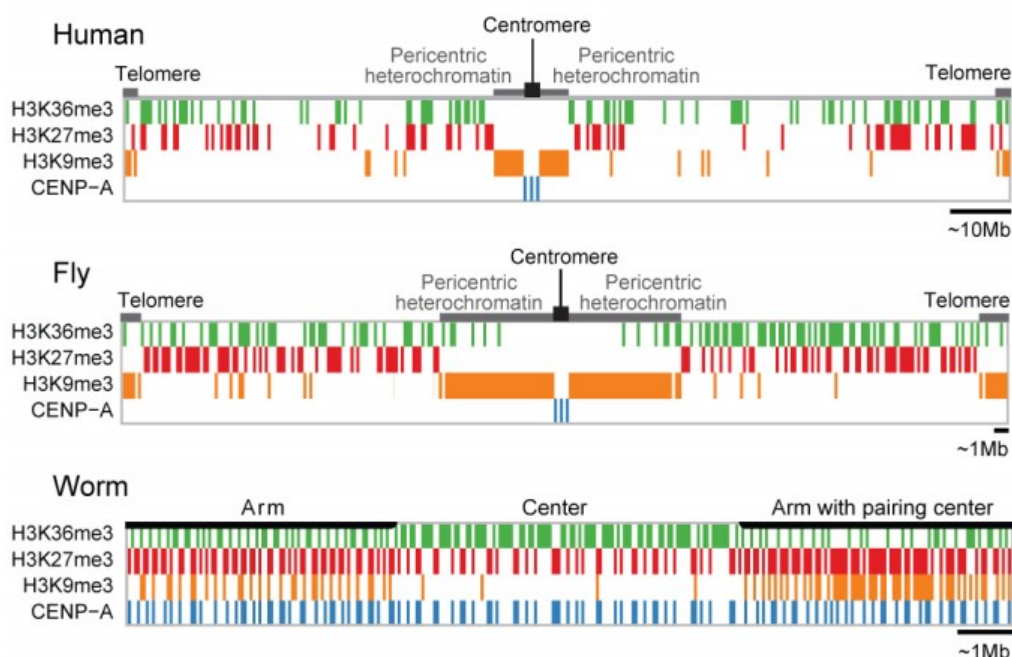 Human
Centromere
Pericentric heterochromatin
Pericentric heterochromatin
Telomere
Telomere
H3K36me3
H3K27me3
H3K9me3
CENP-A
~10Mb
Fly
Centromere
Pericentric heterochromatin
Pericentric heterochromatin
Telomere
Telomere
H3K36me3
H3K27me3
H3K9me3
CENP-A
~1Mb
Worm
Arm
Center
Arm with pairing center
H3K36me3
H3K27me3
H3K9me3
CENP-A
~1Mb